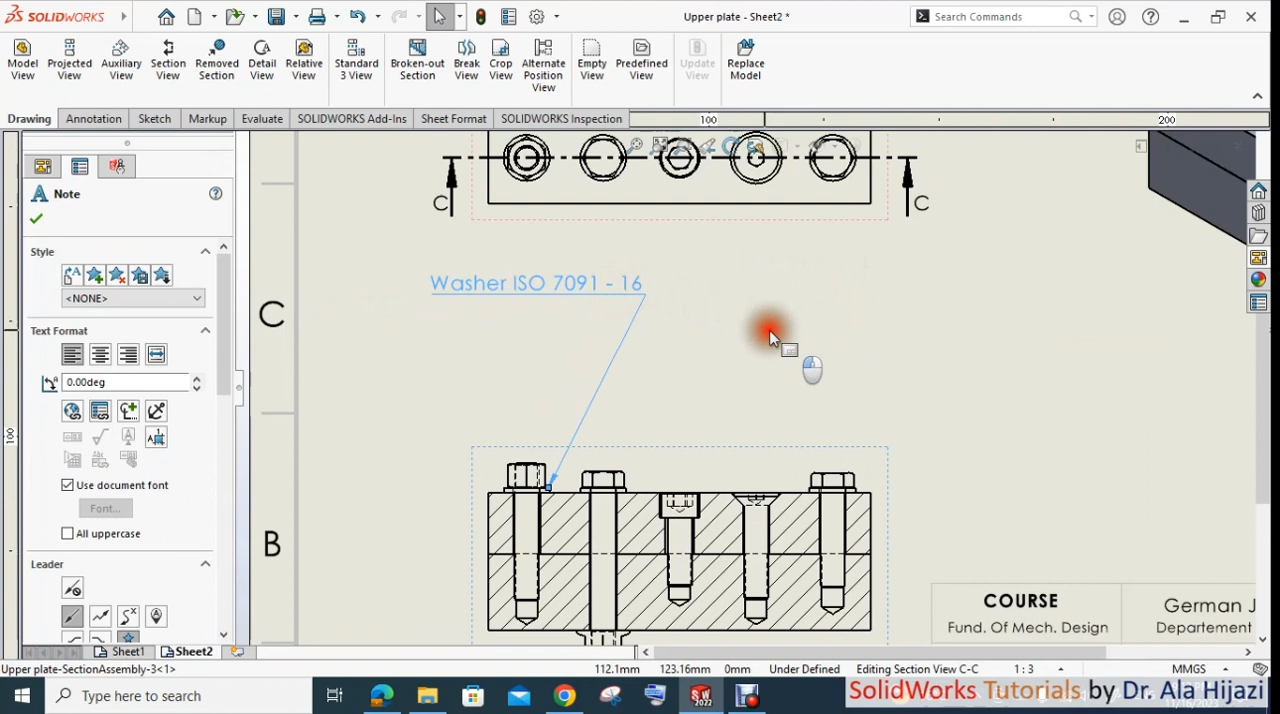 SOLIDWORKS
Upper plate - Sheet2 *
Search Commands
Model View
Projected View
Auxiliary View
Section View
Removed Section
Detail View
Relative View
Standard 3 View
Broken-out Section
Break View
Crop View
Alternate Position View
Empty View
Predefined View
Update View
Replace Model
Drawing
Annotation
Sketch
Markup
Evaluate
SOLIDWORKS Add-Ins
Sheet Format
SOLIDWORKS Inspection
100
200
Note
Style
<NONE>
Text Format
0.00deg
Use document font
Font...
All uppercase
Leader
100
C
B
C
C
Washer ISO 7091 - 16
COURSE
Fund. Of Mech. Design
German J
Departement
Sheet1
Sheet2
Upper plate-SectionAssembly-3<1>
112.1mm
123.16mm
0mm
Under Defined
Editing Section View C-C
1 : 3
MMGS
Type here to search
SW 2022
SolidWorks Tutorials by Dr. Ala Hijazi